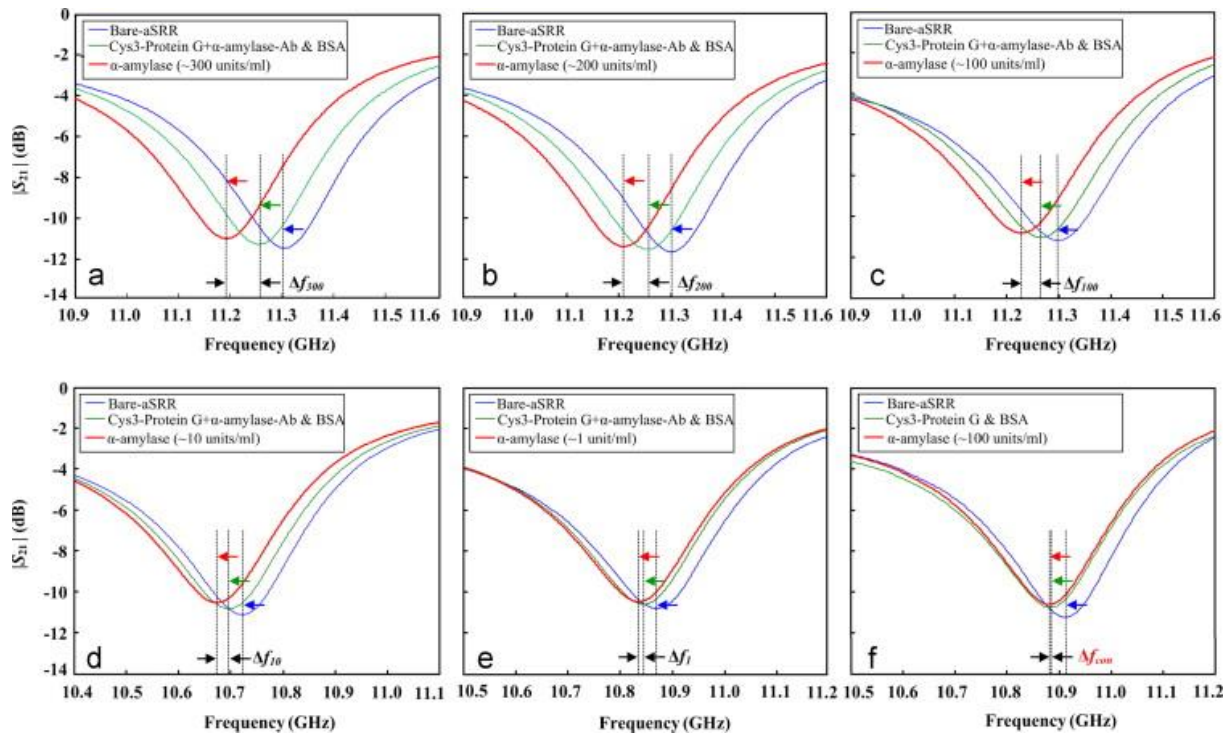 0
-2
-4
-6
-8
-10
-12
-14
|S21| (dB)
Bare-aSRR
Cys3-Protein G+α-amylase-Ab & BSA
α-amylase (~300 units/ml)
a
Δf300
10.9 11.0 11.1 11.2 11.3 11.4 11.5 11.6
Frequency (GHz)
Bare-aSRR
Cys3-Protein G+α-amylase-Ab & BSA
α-amylase (~200 units/ml)
b
Δf200
10.9 11.0 11.1 11.2 11.3 11.4 11.5 11.6
Frequency (GHz)
Bare-aSRR
Cys3-Protein G+α-amylase-Ab & BSA
α-amylase (~100 units/ml)
c
Δf100
10.9 11.0 11.1 11.2 11.3 11.4 11.5 11.6
Frequency (GHz)
0
-2
-4
-6
-8
-10
-12
-14
|S21| (dB)
Bare-aSRR
Cys3-Protein G+α-amylase-Ab & BSA
α-amylase (~10 units/ml)
d
Δf10
10.4 10.5 10.6 10.7 10.8 10.9 11.0 11.1
Frequency (GHz)
Bare-aSRR
Cys3-Protein G+α-amylase-Ab & BSA
α-amylase (~1 unit/ml)
e
Δf1
10.5 10.6 10.7 10.8 10.9 11.0 11.1 11.2
Frequency (GHz)
Bare-aSRR
Cys3-Protein G & BSA
α-amylase (~100 units/ml)
f
Δfcon
10.5 10.6 10.7 10.8 10.9 11.0 11.1 11.2
Frequency (GHz)